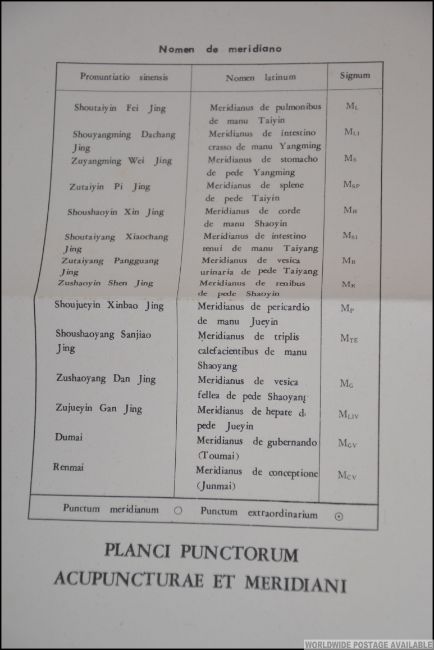 Nomen de meridiano
Pronuntiatio sinensis Nomen latinum Signum
Shoutaiyin Fei Jing Meridianus de pulmonibus ML
de manu Taiyin
Shouyangming Dachang Meridianus de intestino MLI
Jing crasso de manu Yangming
Zuyangming Wei Jing Meridianus de stomacho MS
de pede Yangming
Zutaiyin Pi Jing Meridianus de splene MSP
de pede Taiyin
Shoushaoyin Xin Jing Meridianus de corde MH
de manu Shaoyin
Shoutaiyang Xiaochang Meridianus de intestino MSI
Jing tenui de manu Taiyang
Zutaiyang Pangguang Meridianus de vesica MB
Jing urinaria de pede Taiyang
Zushaoyin Shen Jing Meridianus de renibus MK
de pede Shaoyin
Shoujueyin Xinbao Jing Meridianus de pericardio MP
de manu Jueyin
Shoushaoyang Sanjiao Meridianus de triplis MTE
Jing calefacientibus de manu
Shaoyang
Zushaoyang Dan Jing Meridianus de vesica MG
fellea de pede Shaoyang
Zujueyin Gan Jing Meridianus de hepate d MLIV
pede Jueyin
Dumai Meridianus de gubernando MGV
(Toumai)
Renmai Meridianus de conceptione MCV
(Junmai)
Punctum meridianum ○ Punctum extraordinarium ⊙
PLANCI PUNCTORUM
ACUPUNCTURAE ET MERIDIANI
WORLDWIDE POSTAGE AVAILABLE